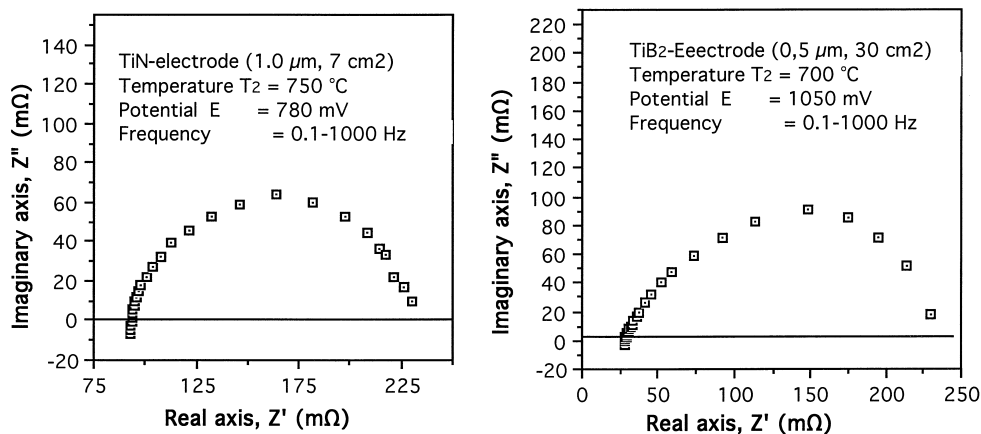 TiN-electrode (1.0 µm, 7 cm2)
Temperature T2 = 750 °C
Potential E = 780 mV
Frequency = 0.1-1000 Hz
Imaginary axis, Z" (mΩ)
140
120
100
80
60
40
20
0
-20
75
125
175
225
Real axis, Z' (mΩ)
TiB2-Eeectrode (0,5 µm, 30 cm2)
Temperature T2 = 700 °C
Potential E = 1050 mV
Frequency = 0.1-1000 Hz
Imaginary axis, Z" (mΩ)
220
200
180
160
140
120
100
80
60
40
20
0
-20
0
50
100
150
200
250
Real axis, Z' (mΩ)